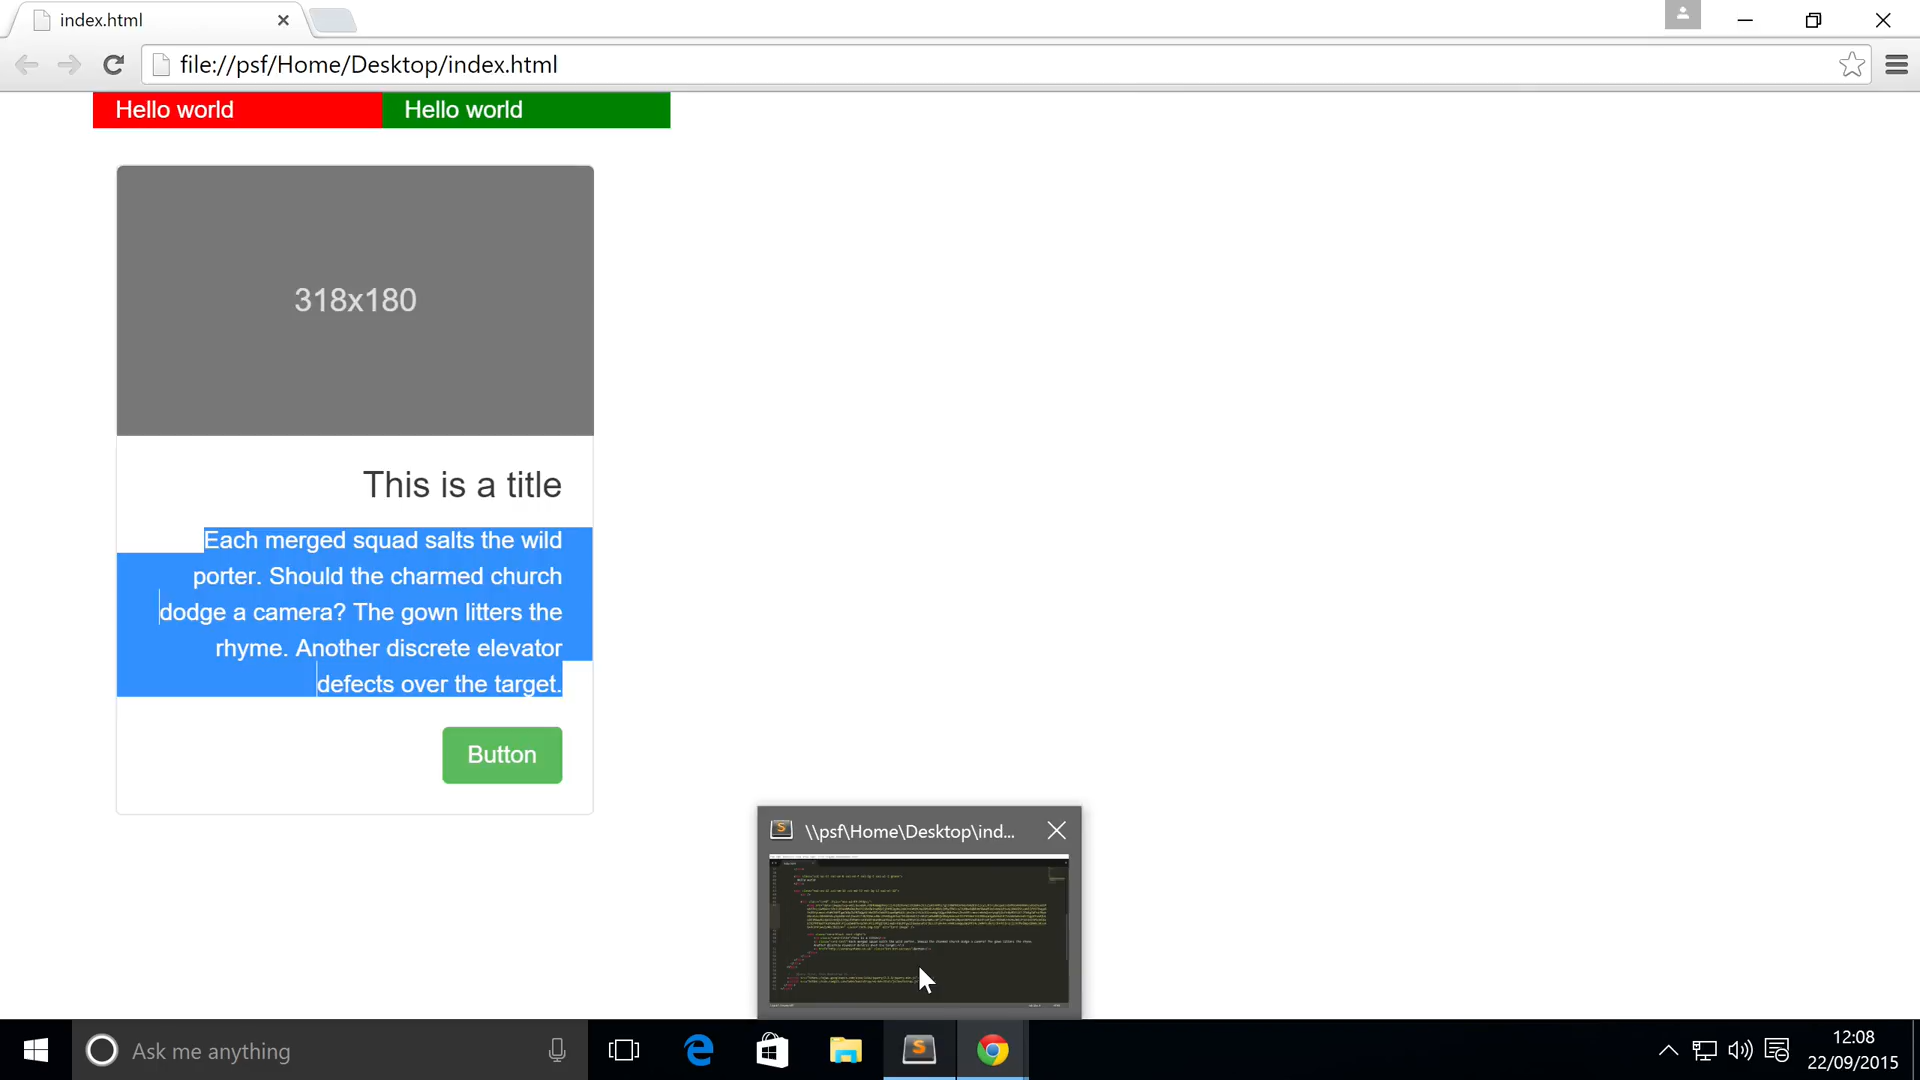 index.html
file://psf/Home/Desktop/index.html
Hello world Hello world
318x180
This is a title
Each merged squad salts the wild
porter. Should the charmed church
dodge a camera? The gown litters the
rhyme. Another discrete elevator
defects over the target.
Button
\\psf\Home\Desktop\ind...
Ask me anything
12:08
22/09/2015